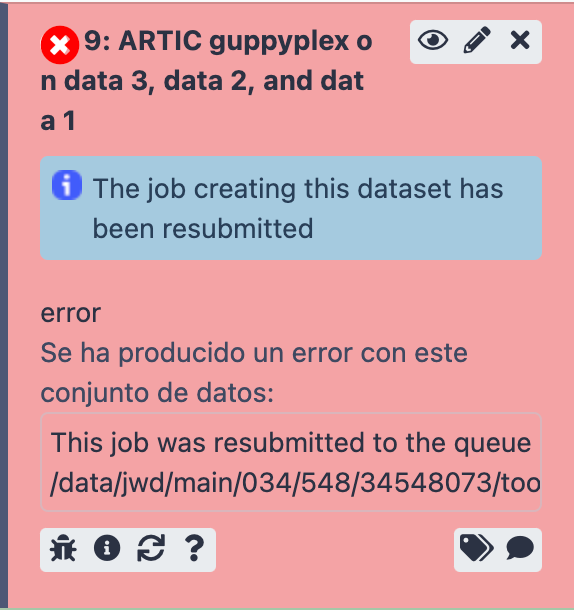 9: ARTIC guppyplex o
n data 3, data 2, and dat
a 1
The job creating this dataset has
been resubmitted
error
Se ha producido un error con este
conjunto de datos:
This job was resubmitted to the queue
/data/jwd/main/034/548/34548073/too